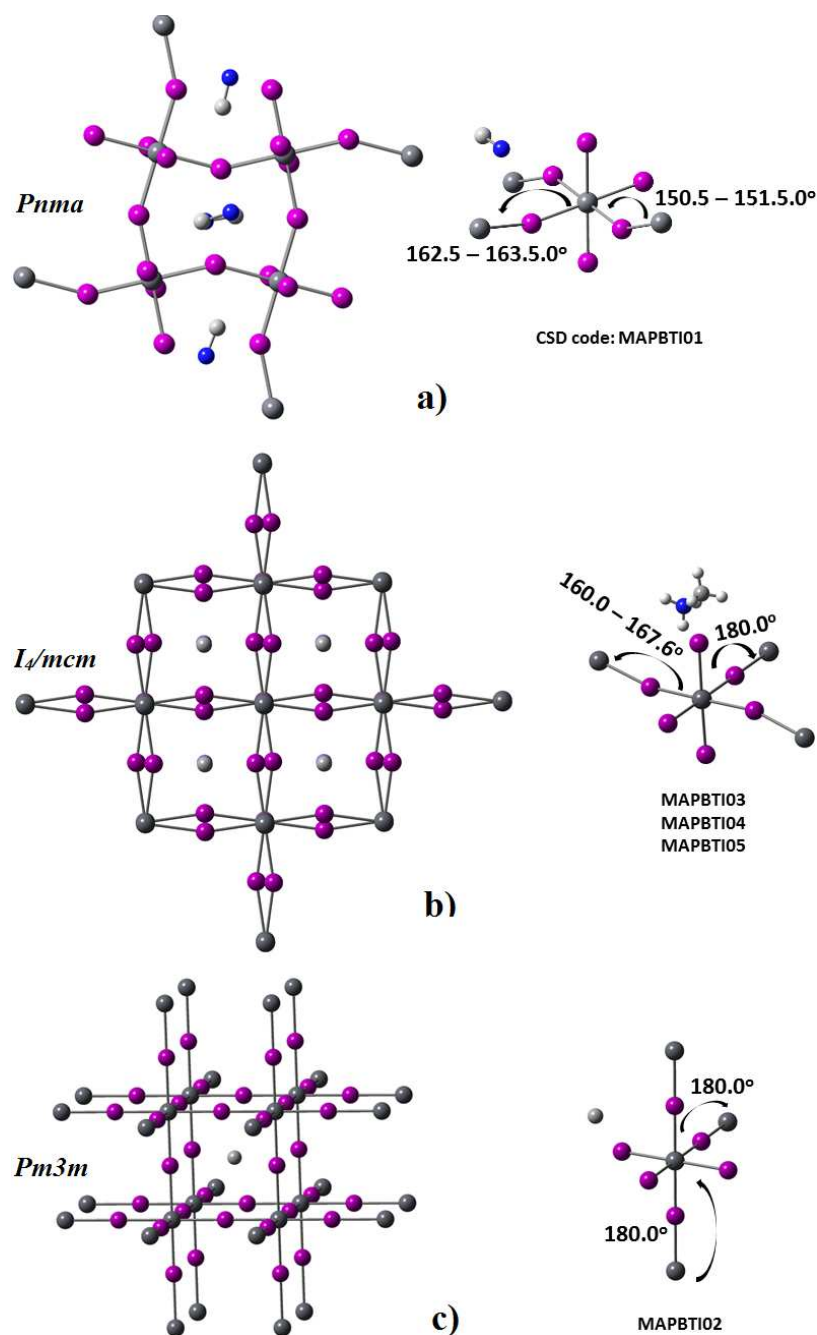 Pnma
150.5 – 151.5.0°
162.5 – 163.5.0°
CSD code: MAPBTI01
a)
I₄/mcm
160.0 – 167.6°
180.0°
MAPBTI03
MAPBTI04
MAPBTI05
b)
Pm3m
180.0°
180.0°
MAPBTI02
c)